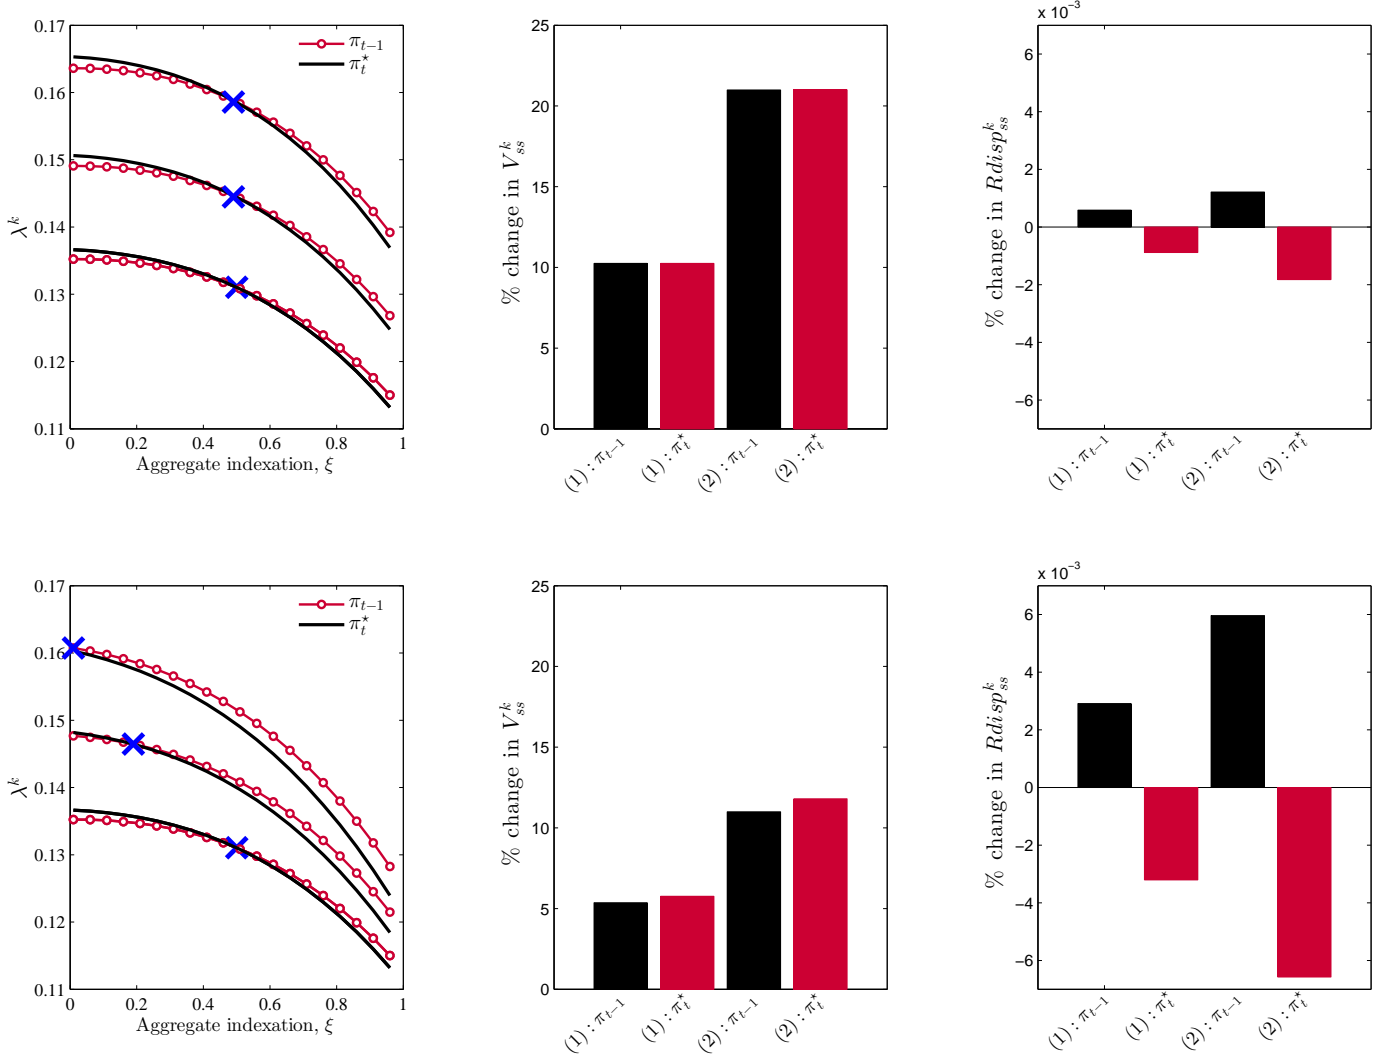 0.17
0.16
0.15
0.14
0.13
0.12
0.11
λ^k
π_{t−1}
π_t^⋆
0 0.2 0.4 0.6 0.8 1
Aggregate indexation, ξ
25
20
15
10
5
0
% change in V_{ss}^k
(1) : π_{t−1}
(1) : π_t^⋆
(2) : π_{t−1}
(2) : π_t^⋆
x 10^{−3}
6
4
2
0
−2
−4
−6
% change in Rdisp_{ss}^k
(1) : π_{t−1}
(1) : π_t^⋆
(2) : π_{t−1}
(2) : π_t^⋆
0.17
0.16
0.15
0.14
0.13
0.12
0.11
λ^k
π_{t−1}
π_t^⋆
0 0.2 0.4 0.6 0.8 1
Aggregate indexation, ξ
25
20
15
10
5
0
% change in V_{ss}^k
(1) : π_{t−1}
(1) : π_t^⋆
(2) : π_{t−1}
(2) : π_t^⋆
x 10^{−3}
6
4
2
0
−2
−4
−6
% change in Rdisp_{ss}^k
(1) : π_{t−1}
(1) : π_t^⋆
(2) : π_{t−1}
(2) : π_t^⋆